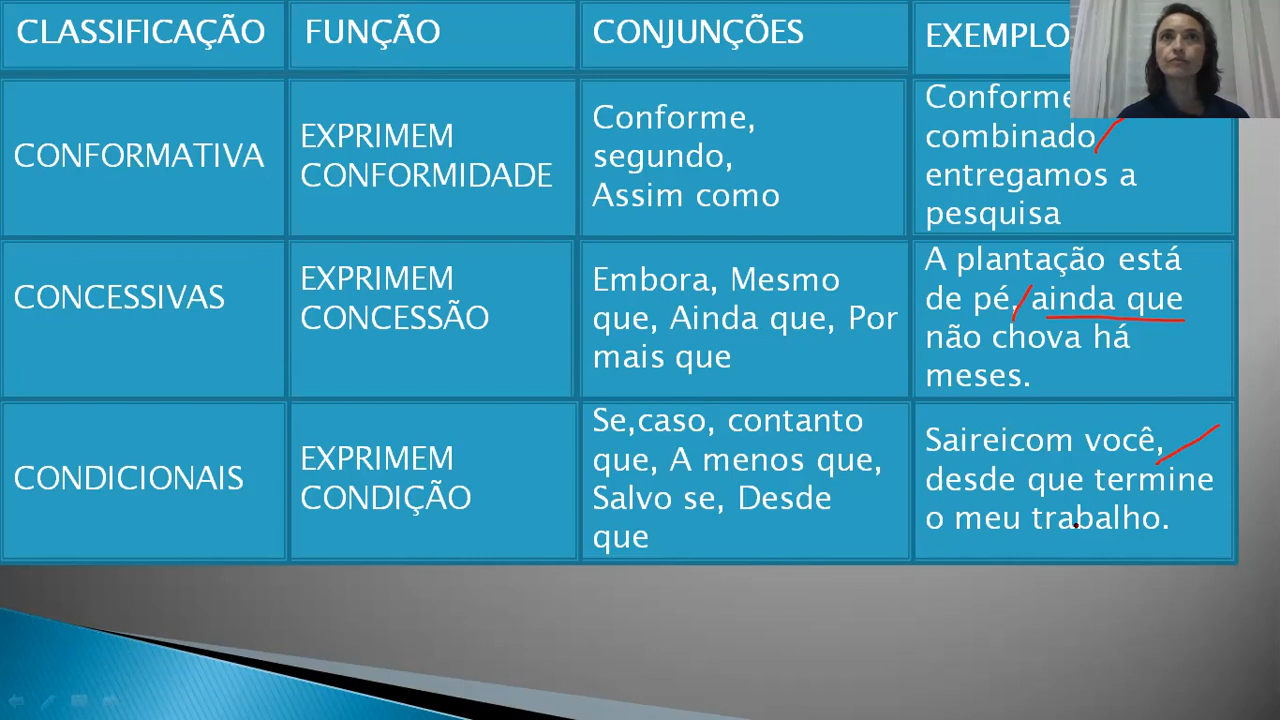 CLASSIFICAÇÃO
FUNÇÃO
CONJUNÇÕES
EXEMPLO
CONFORMATIVA
EXPRIMEM
CONFORMIDADE
Conforme,
segundo,
Assim como
Conforme
combinado
entregamos a
pesquisa
CONCESSIVAS
EXPRIMEM
CONCESSÃO
Embora, Mesmo
que, Ainda que, Por
mais que
A plantação está
de pé, ainda que
não chova há
meses.
CONDICIONAIS
EXPRIMEM
CONDIÇÃO
Se,caso, contanto
que, A menos que,
Salvo se, Desde
que
Saireicom você,
desde que termine
o meu trabalho.